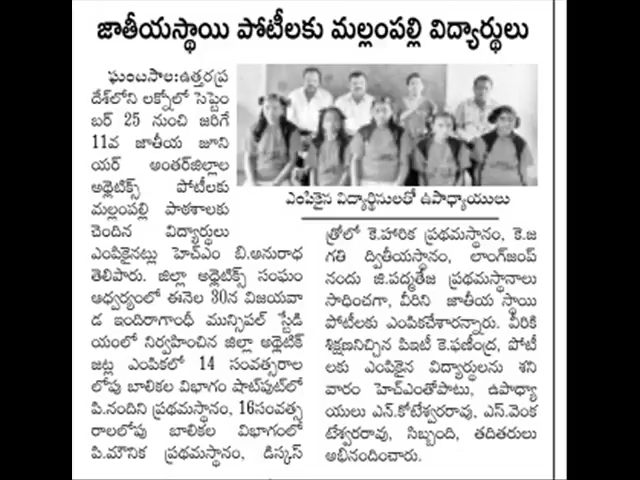 జాతీయస్థాయి పోటీలకు మల్లంపల్లి విద్యార్థులు
ఘంటసాల:ఉత్తరప్ర
దేశ్‌లోని లక్నోలో సెప్టెం
బర్ 25 నుంచి జరిగే
11వ జాతీయ జూని
యర్ అంతర్‌జిల్లాల
అథ్లెటిక్స్ పోటీలకు
మల్లంపల్లి పాఠశాలకు
చెందిన విద్యార్థులు
ఎంపికైనట్లు హెచ్ఎం బి.అనురాధ
తెలిపారు. జిల్లా అథ్లెటిక్స్ సంఘం
ఆధ్వర్యంలో ఈనెల 30న విజయవా
డ ఇందిరాగాంధీ మున్సిపల్ స్టేడి
యంలో నిర్వహించిన జిల్లా అథ్లెటిక్
జట్ల ఎంపికలో 14 సంవత్సరాల
లోపు బాలికల విభాగం షాట్‌పుట్‌లో
పి.నందిని ప్రథమస్థానం, 16సంవత్స
రాలలోపు బాలికల విభాగంలో
పి.మౌనిక ప్రథమస్థానం, డిస్కస్
ఎంపికైన విద్యార్థినులతో ఉపాధ్యాయులు
త్రోలో కె.హారిక ప్రథమస్థానం, కె.జ
గతి ద్వితీయస్థానం, లాంగ్‌జంప్
నందు జి.పద్మతేజ ప్రథమస్థానాలు
సాధించగా, వీరిని జాతీయ స్థాయి
పోటీలకు ఎంపికచేశారన్నారు. వీరికి
శిక్షణనిచ్చిన పిఇటీ కె.ఫణీంద్ర, పోటీ
లకు ఎంపికైన విద్యార్థులను శని
వారం హెచ్ఎంతోపాటు, ఉపాధ్యా
యులు ఎన్.కోటేశ్వరరావు, ఎస్.వెంక
టేశ్వరరావు, సిబ్బంది, తదితరులు
అభినందించారు.